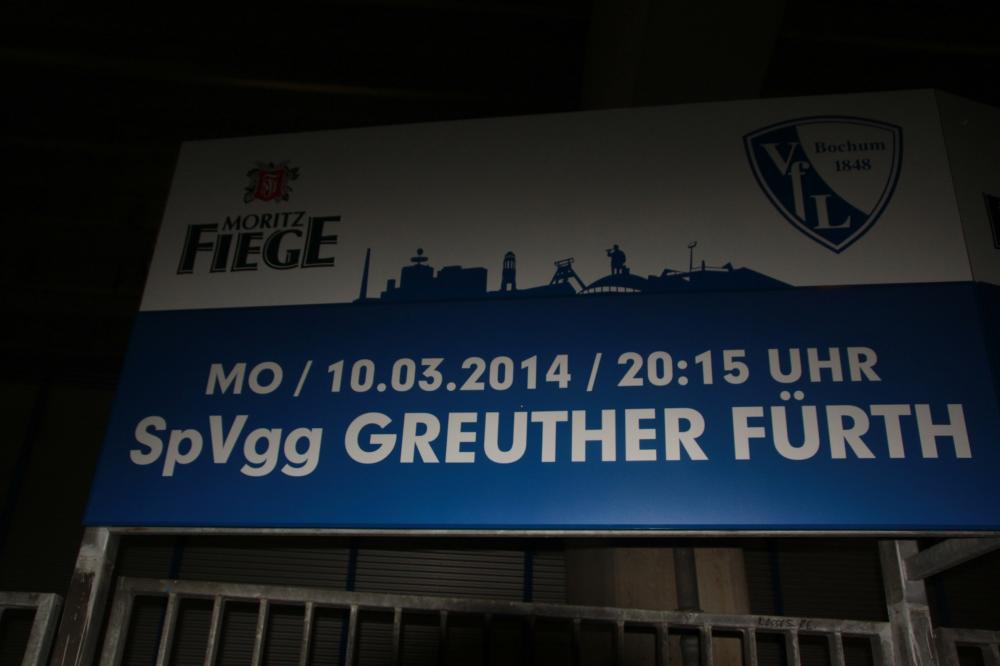 MORITZ
FIEGE
VfL
Bochum
1848
MO / 10.03.2014 / 20:15 UHR
SpVgg GREUTHER FÜRTH